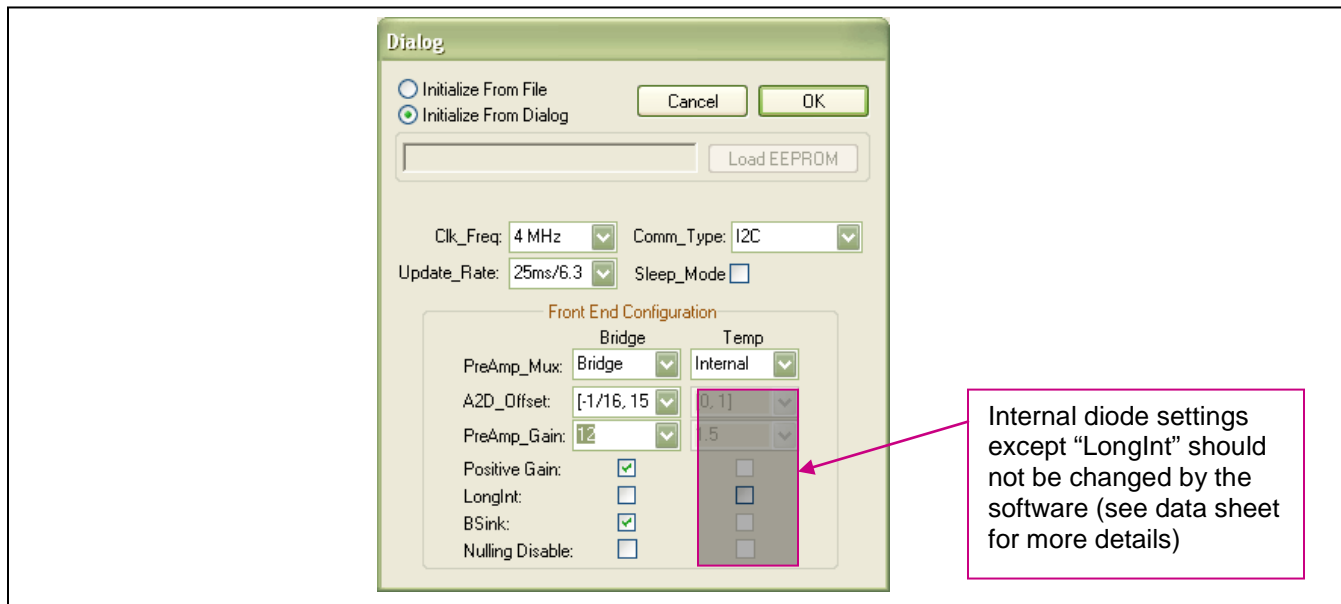 Dialog
Initialize From File
Initialize From Dialog
Cancel
OK
Load EEPROM
Clk_Freq: 4 MHz Comm_Type: I2C
Update_Rate: 25ms/6.3 Sleep_Mode
Front End Configuration
Bridge Temp
PreAmp_Mux: Bridge Internal
A2D_Offset: [-1/16, 15 [0, 1]
PreAmp_Gain: 12 1.5
Positive Gain:
LongInt:
BSink:
Nulling Disable:
Internal diode settings
except “LongInt” should
not be changed by the
software (see data sheet
for more details)